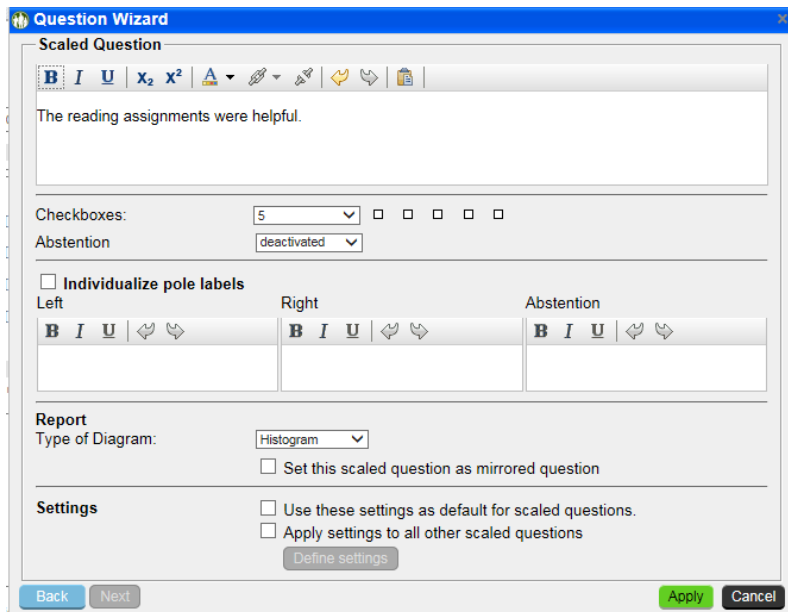 Question Wizard
Scaled Question
B I U X₂ X² A
The reading assignments were helpful.
Checkboxes: 5
Abstention deactivated
Individualize pole labels
Left Right Abstention
B I U B I U B I U
Report
Type of Diagram: Histogram
Set this scaled question as mirrored question
Settings Use these settings as default for scaled questions.
Apply settings to all other scaled questions
Define settings
Back Next Apply Cancel